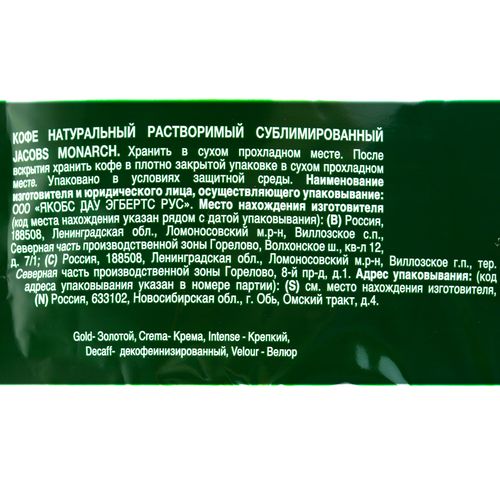 КОФЕ НАТУРАЛЬНЫЙ РАСТВОРИМЫЙ СУБЛИМИРОВАННЫЙ
JACOBS MONARCH. Хранить в сухом прохладном месте. После
вскрытия хранить кофе в плотно закрытой упаковке в сухом прохладном
месте. Упаковано в условиях защитной среды. Наименование
изготовителя и юридического лица, осуществляющего упаковывание:
ООО «ЯКОБС ДАУ ЭГБЕРТС РУС». Место нахождения изготовителя
(код места нахождения указан рядом с датой упаковывания): (B) Россия,
188508, Ленинградская обл., Ломоносовский м.р-н, Виллозское с.п.,
Северная часть производственной зоны Горелово, Волхонское ш., кв-л 12,
д. 7/1; (C) Россия, 188508, Ленинградская обл., Ломоносовский м.р-н, Виллозское г.п., тер.
Северная часть производственной зоны Горелово, 8-й пр-д, д.1. Адрес упаковывания: (код
адреса упаковывания указан в номере партии): (S) см. место нахождения изготовителя,
(N) Россия, 633102, Новосибирская обл., г. Обь, Омский тракт, д.4.
Gold- Золотой, Crema- Крема, Intense - Крепкий,
Decaff- декофеинизированный, Velour - Велюр